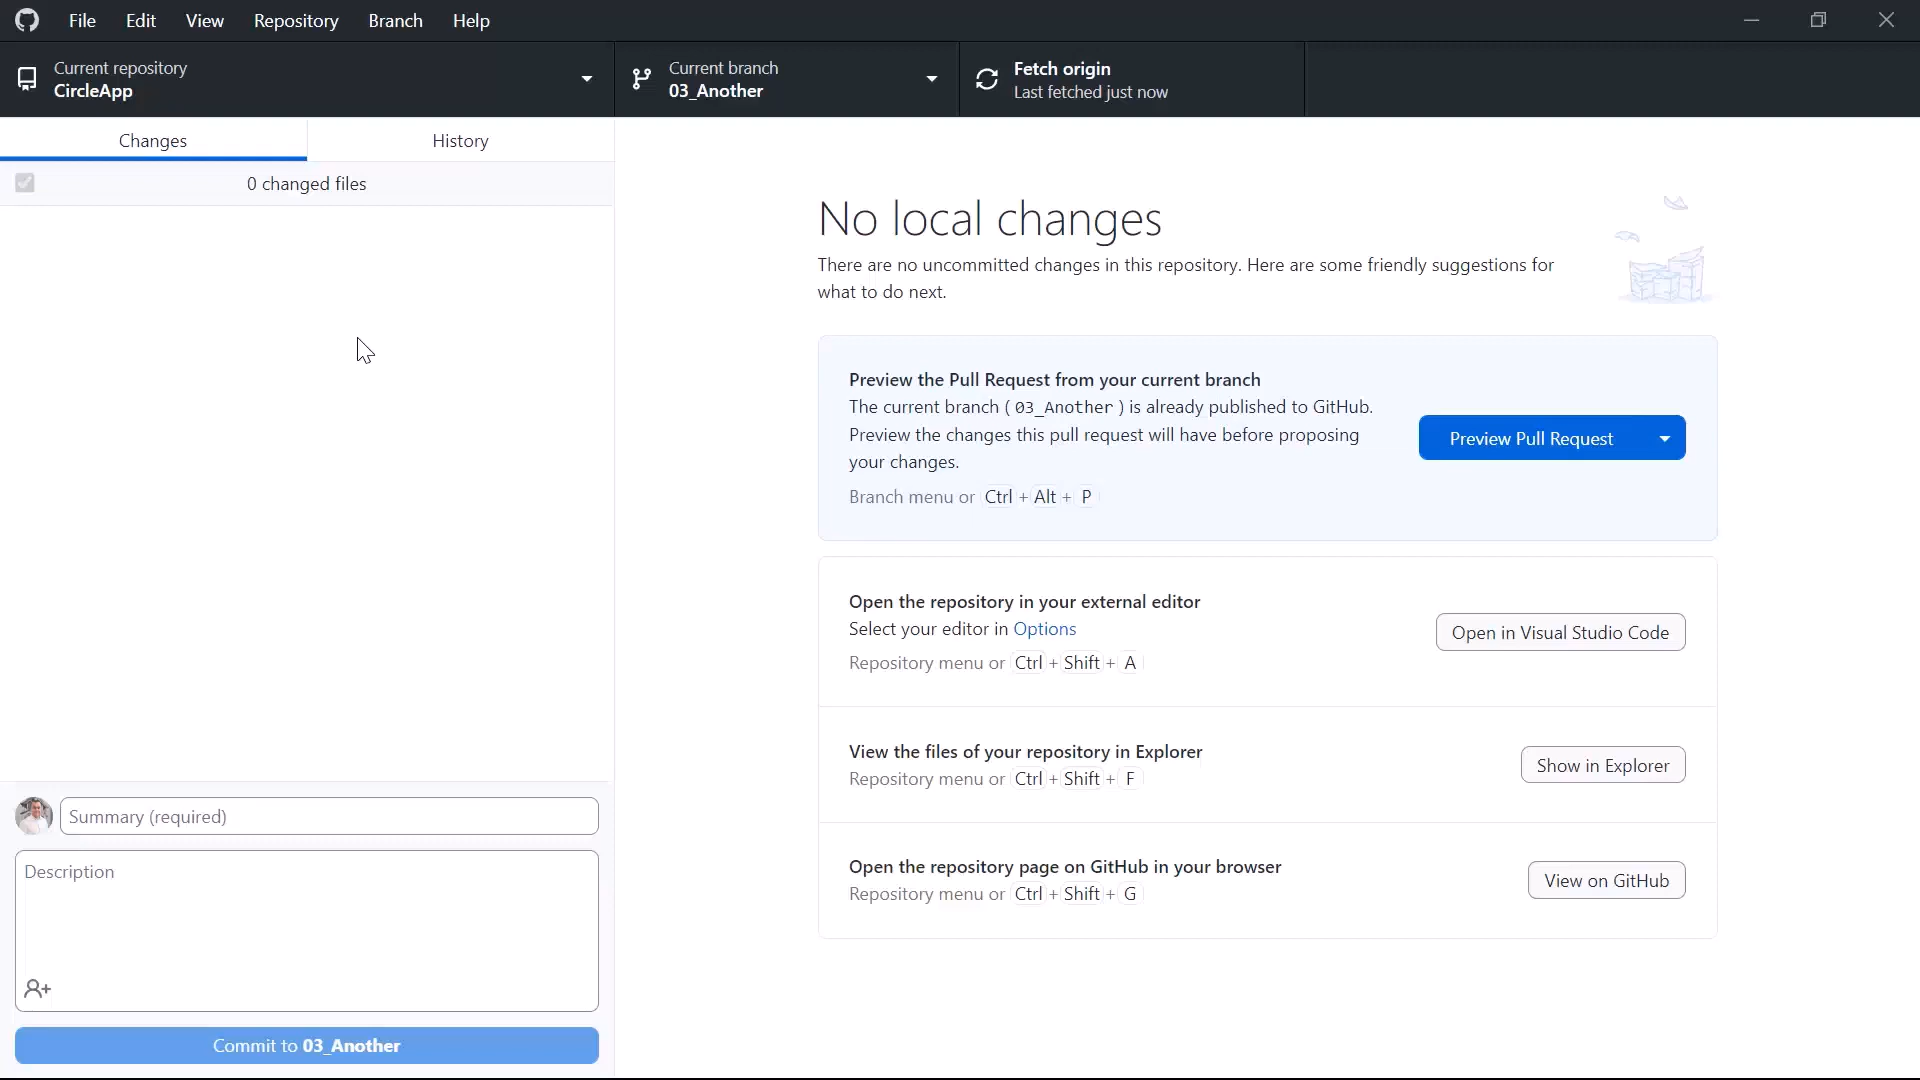 File Edit View Repository Branch Help
Current repository
CircleApp
Current branch
03_Another
Fetch origin
Last fetched just now
Changes
History
0 changed files
No local changes
There are no uncommitted changes in this repository. Here are some friendly suggestions for
what to do next.
Preview the Pull Request from your current branch
The current branch ( 03_Another ) is already published to GitHub.
Preview the changes this pull request will have before proposing
your changes.
Branch menu or Ctrl + Alt + P
Preview Pull Request
Open the repository in your external editor
Select your editor in Options
Repository menu or Ctrl + Shift + A
Open in Visual Studio Code
View the files of your repository in Explorer
Repository menu or Ctrl + Shift + F
Show in Explorer
Open the repository page on GitHub in your browser
Repository menu or Ctrl + Shift + G
View on GitHub
Summary (required)
Description
Commit to 03_Another